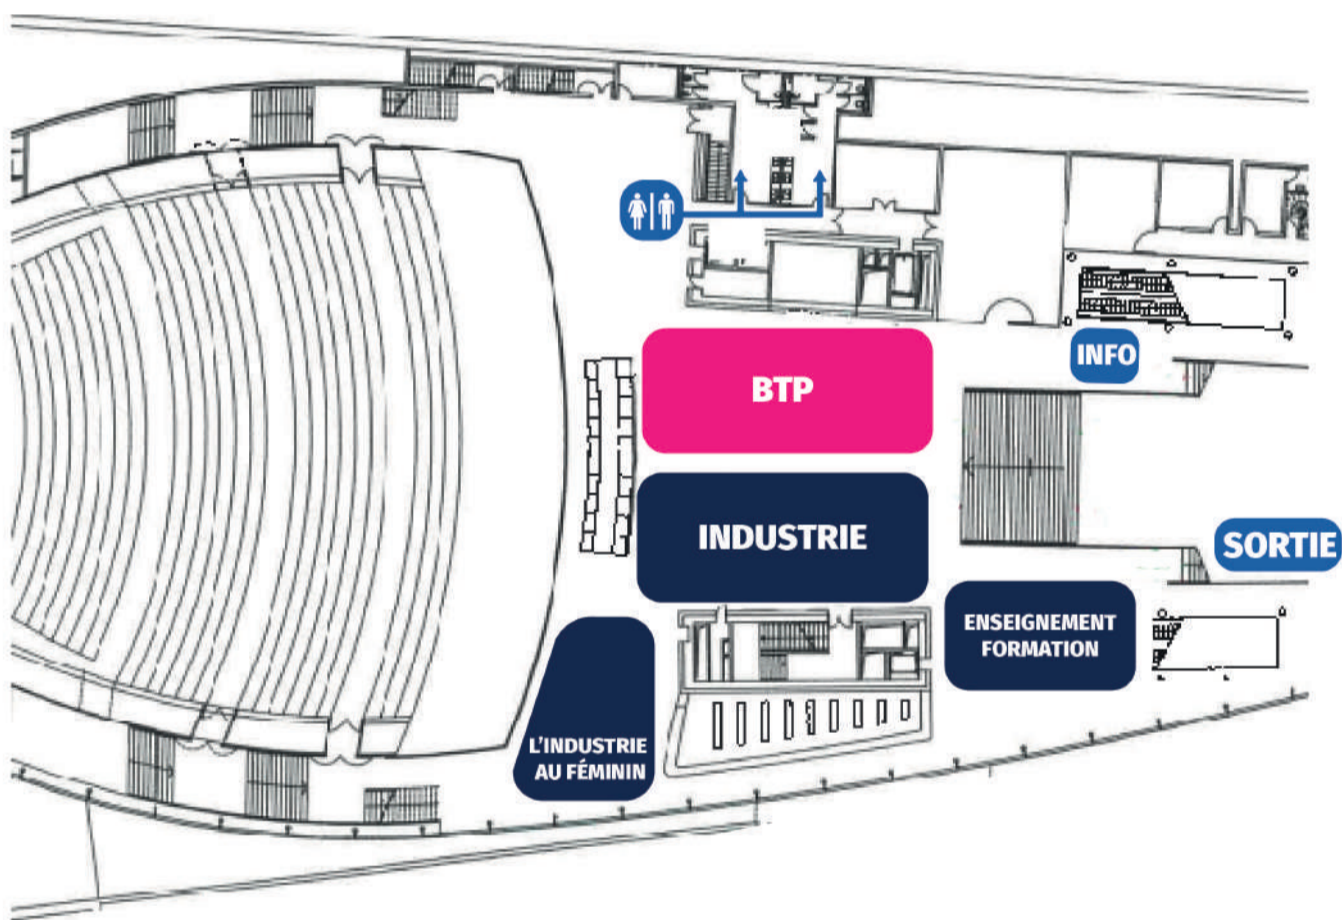 INFO
BTP
INDUSTRIE
SORTIE
ENSEIGNEMENT
FORMATION
L'INDUSTRIE
AU FÉMININ